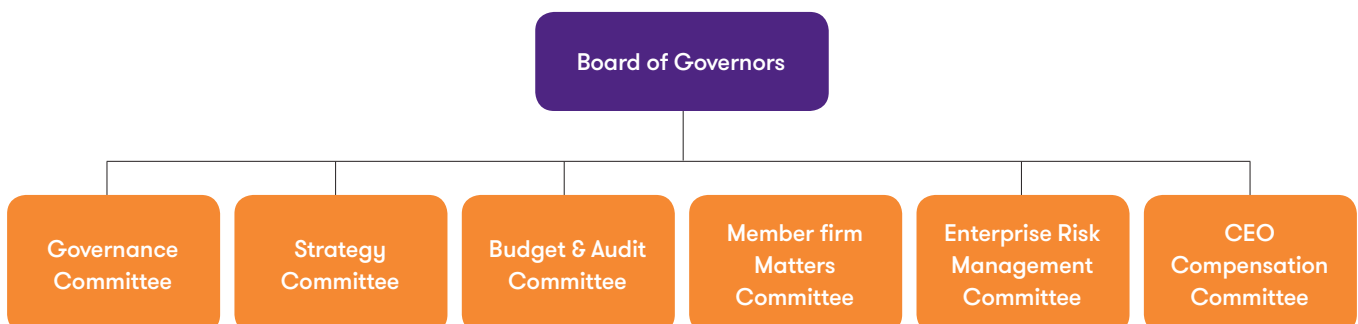 Board of Governors
Governance
Committee
Strategy
Committee
Budget & Audit
Committee
Member firm
Matters
Committee
Enterprise Risk
Management
Committee
CEO
Compensation
Committee